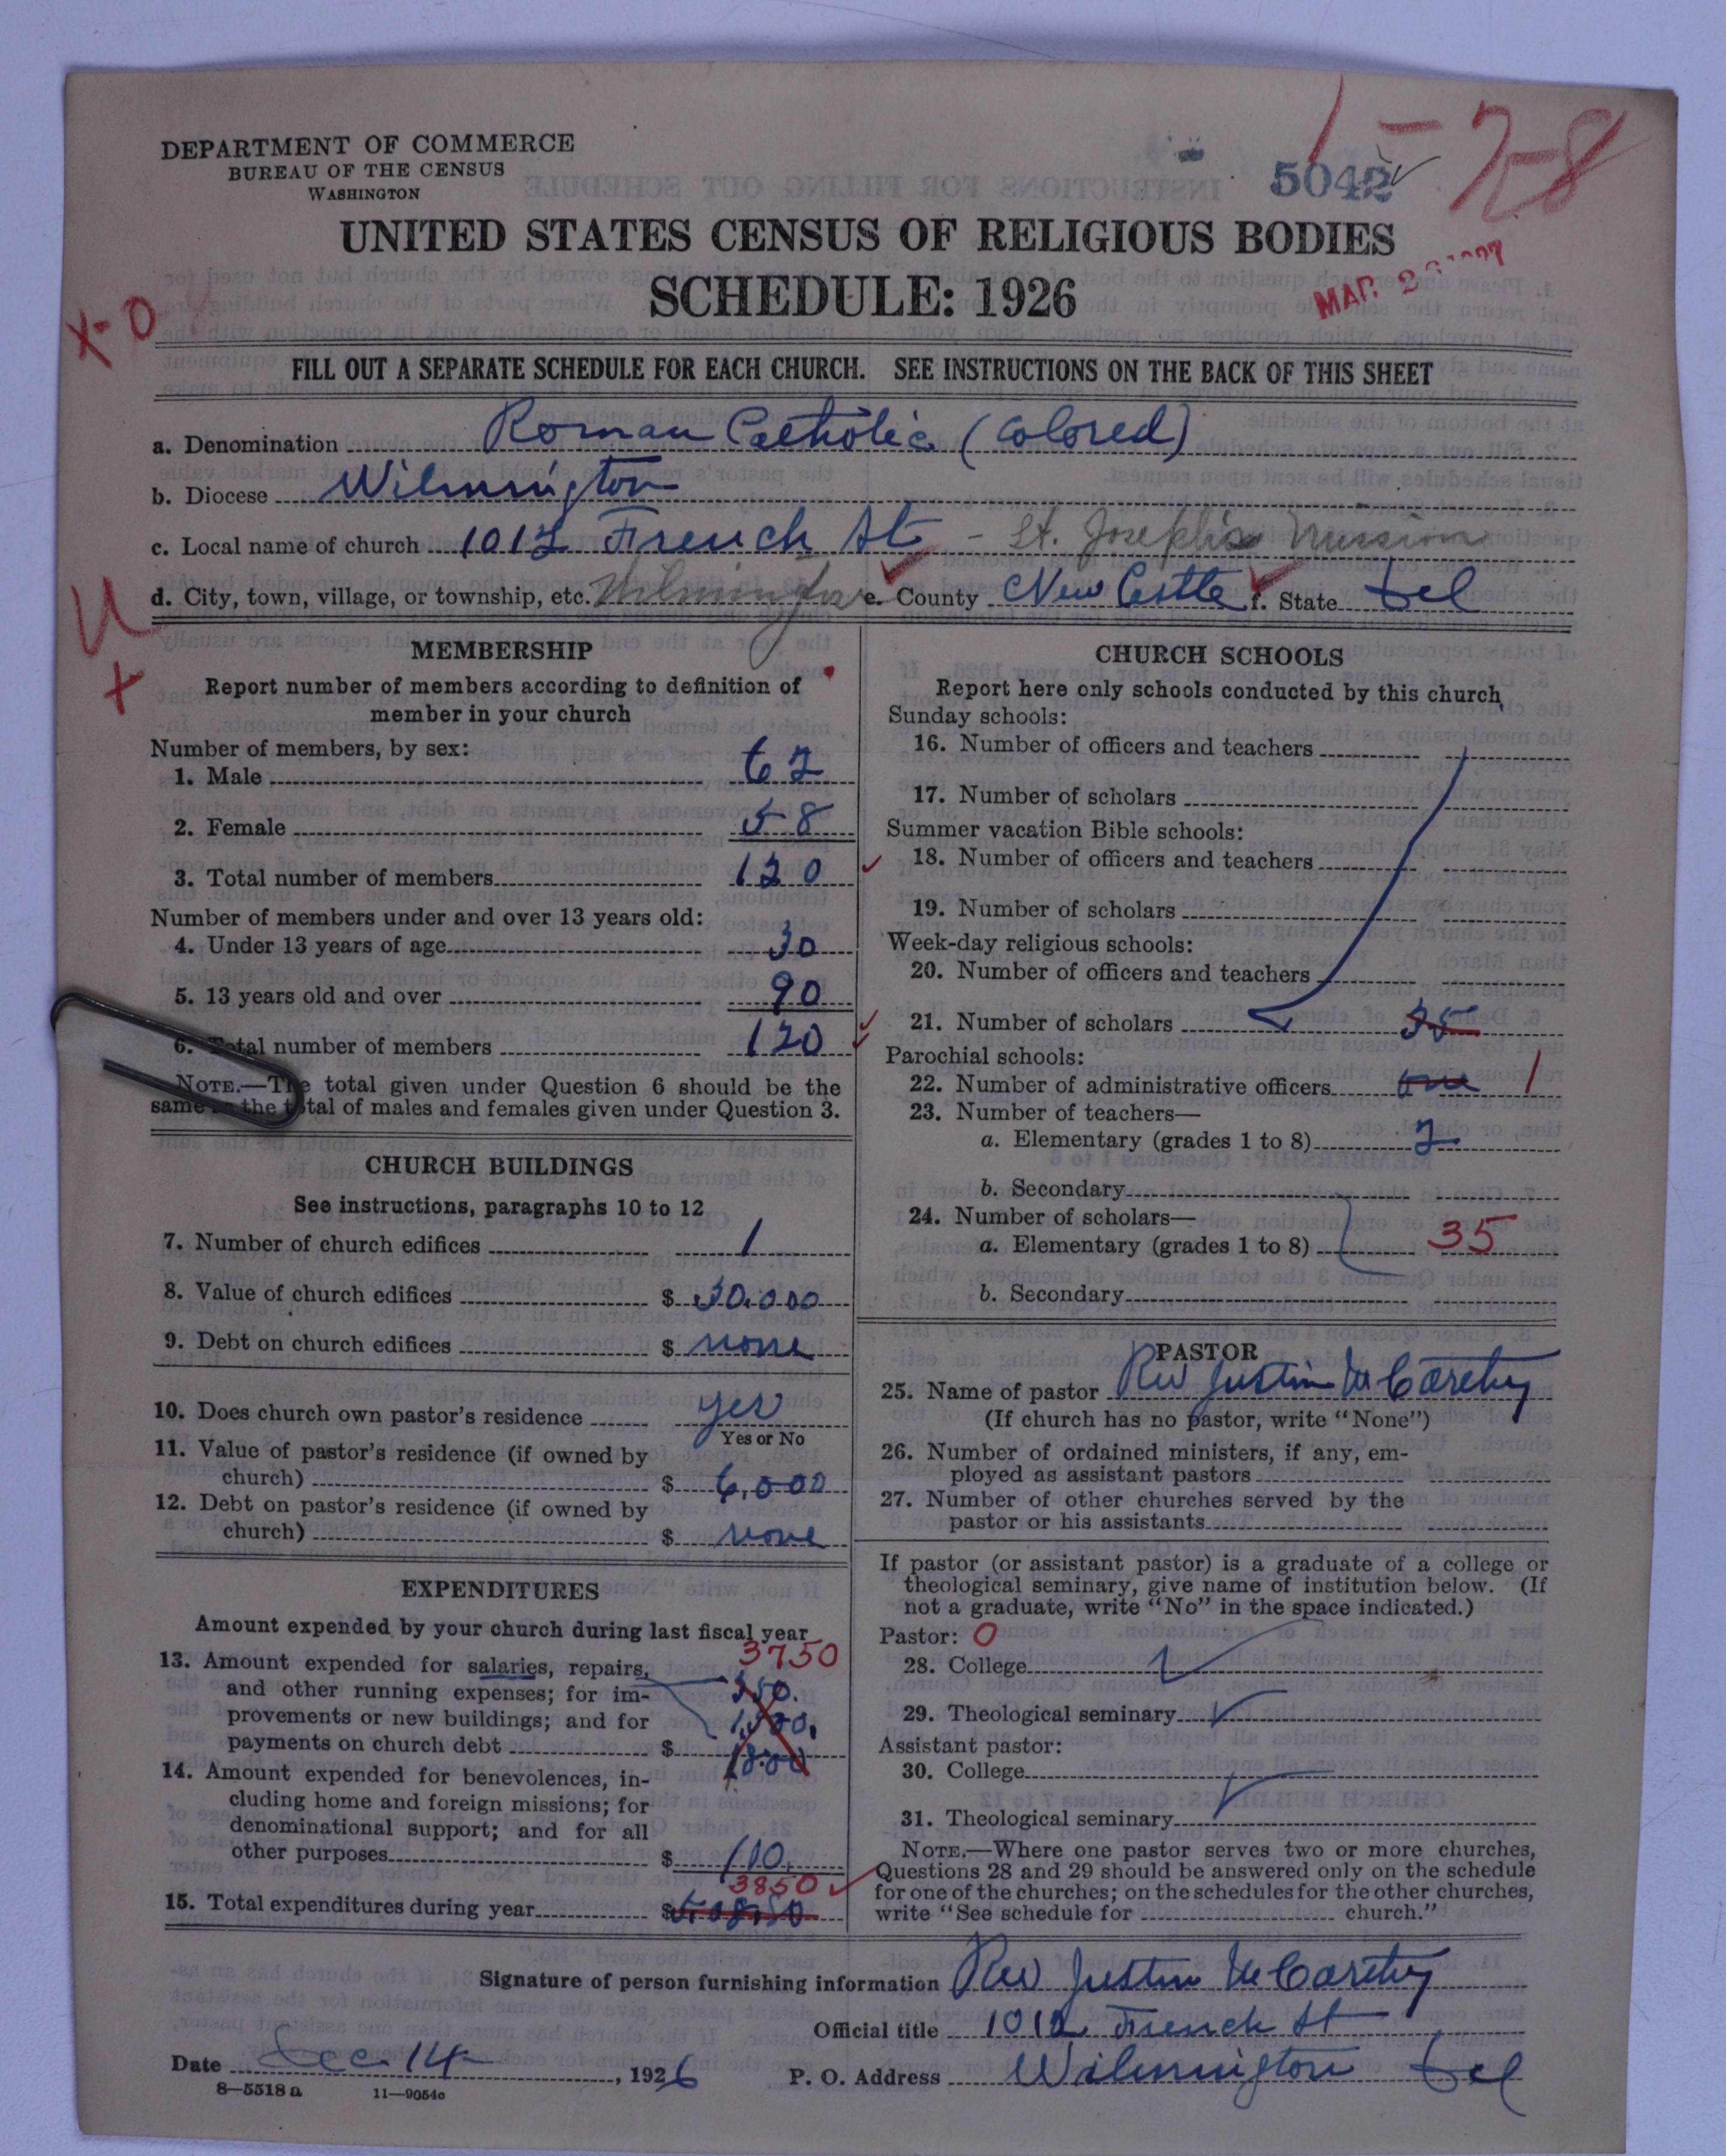 DEPARTMENT OF COMMERCE
BUREAU OF THE CENSUS
WASHINGTON
5042
1-7-8
UNITED STATES CENSUS OF RELIGIOUS BODIES
SCHEDULE: 1926
MAR 2
X-0
FILL OUT A SEPARATE SCHEDULE FOR EACH CHURCH. SEE INSTRUCTIONS ON THE BACK OF THIS SHEET
a. Denomination Roman Catholic (Colored)
b. Diocese Wilmington
c. Local name of church 1012 French St - St. Joseph's Mission
d. City, town, village, or township, etc. Wilmington e. County New Castle f. State Del
U
+
MEMBERSHIP
Report number of members according to definition of
member in your church
Number of members, by sex:
1. Male 62
2. Female 58
3. Total number of members 120
Number of members under and over 13 years old:
4. Under 13 years of age 30
5. 13 years old and over 90
6. Total number of members 120
NOTE.—The total given under Question 6 should be the
same as the total of males and females given under Question 3.
CHURCH BUILDINGS
See instructions, paragraphs 10 to 12
7. Number of church edifices 1
8. Value of church edifices $ 30.000
9. Debt on church edifices $ none
10. Does church own pastor's residence yes
Yes or No
11. Value of pastor's residence (if owned by
church) $ 6,000
12. Debt on pastor's residence (if owned by
church) $ none
EXPENDITURES
Amount expended by your church during last fiscal year
3750
13. Amount expended for salaries, repairs,
and other running expenses; for im-
provements or new buildings; and for
payments on church debt $ 1800
14. Amount expended for benevolences, in-
cluding home and foreign missions; for
denominational support; and for all
other purposes $ 100.
3850
15. Total expenditures during year $
CHURCH SCHOOLS
Report here only schools conducted by this church
Sunday schools:
16. Number of officers and teachers
17. Number of scholars
Summer vacation Bible schools:
18. Number of officers and teachers
19. Number of scholars
Week-day religious schools:
20. Number of officers and teachers
21. Number of scholars 35
Parochial schools:
22. Number of administrative officers one 1
23. Number of teachers—
a. Elementary (grades 1 to 8) 2
b. Secondary
24. Number of scholars—
a. Elementary (grades 1 to 8) 35
b. Secondary
PASTOR
25. Name of pastor Rev Justin McCarthy
(If church has no pastor, write "None")
26. Number of ordained ministers, if any, em-
ployed as assistant pastors
27. Number of other churches served by the
pastor or his assistants
If pastor (or assistant pastor) is a graduate of a college or
theological seminary, give name of institution below. (If
not a graduate, write "No" in the space indicated.)
Pastor: 0
28. College
29. Theological seminary
Assistant pastor:
30. College
31. Theological seminary
NOTE.—Where one pastor serves two or more churches,
Questions 28 and 29 should be answered only on the schedule
for one of the churches; on the schedules for the other churches,
write "See schedule for church."
Signature of person furnishing information Rev Justin McCarthy
Official title 1012 French St
Date Dec 14, 1926 P. O. Address Wilmington Del
8—5518 a 11—9054c